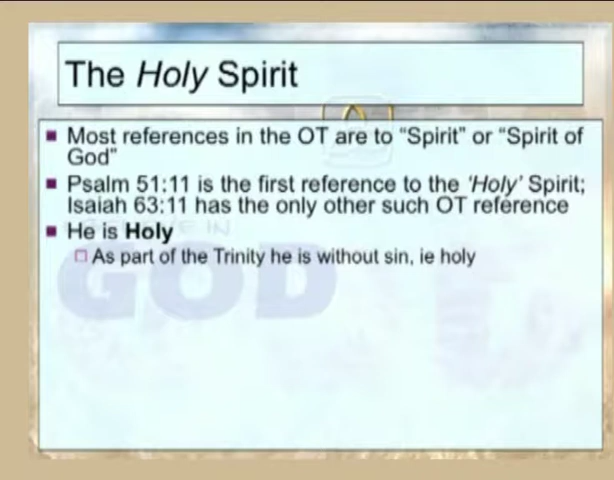 The Holy Spirit
Most references in the OT are to “Spirit” or “Spirit of
God”
Psalm 51:11 is the first reference to the ‘Holy’ Spirit;
Isaiah 63:11 has the only other such OT reference
He is Holy
As part of the Trinity he is without sin, ie holy
IN
GOD